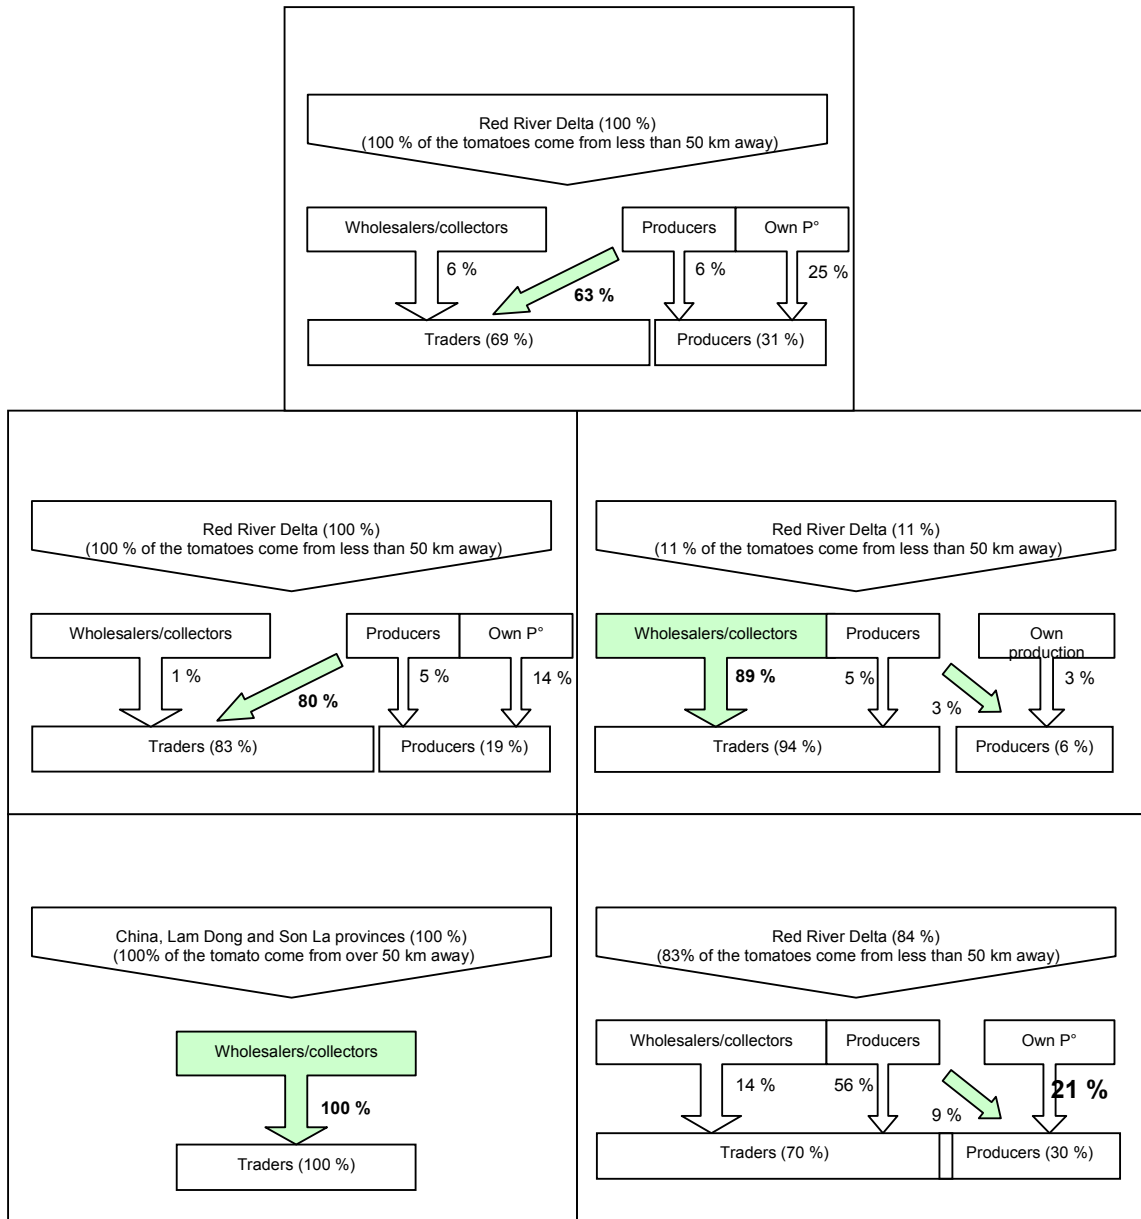 Red River Delta (100 %)
(100 % of the tomatoes come from less than 50 km away)
Wholesalers/collectors
Producers
Own P°
6 %
63 %
6 %
25 %
Traders (69 %)
Producers (31 %)
Red River Delta (100 %)
(100 % of the tomatoes come from less than 50 km away)
Wholesalers/collectors
Producers
Own P°
1 %
80 %
5 %
14 %
Traders (83 %)
Producers (19 %)
Red River Delta (11 %)
(11 % of the tomatoes come from less than 50 km away)
Wholesalers/collectors
Producers
Own
production
89 %
5 %
3 %
3 %
Traders (94 %)
Producers (6 %)
China, Lam Dong and Son La provinces (100 %)
(100% of the tomato come from over 50 km away)
Wholesalers/collectors
100 %
Traders (100 %)
Red River Delta (84 %)
(83% of the tomatoes come from less than 50 km away)
Wholesalers/collectors
Producers
Own P°
14 %
56 %
9 %
21 %
Traders (70 %)
Producers (30 %)